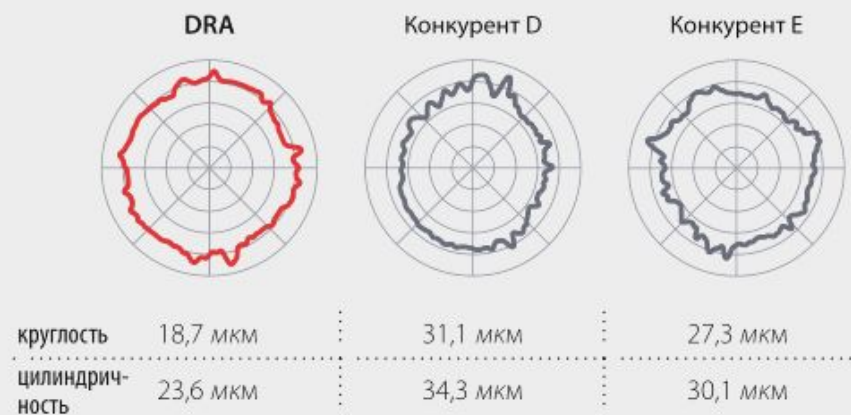 DRA Конкурент D Конкурент E
круглость 18,7 мкм 31,1 мкм 27,3 мкм
цилиндрич-
ность 23,6 мкм 34,3 мкм 30,1 мкм